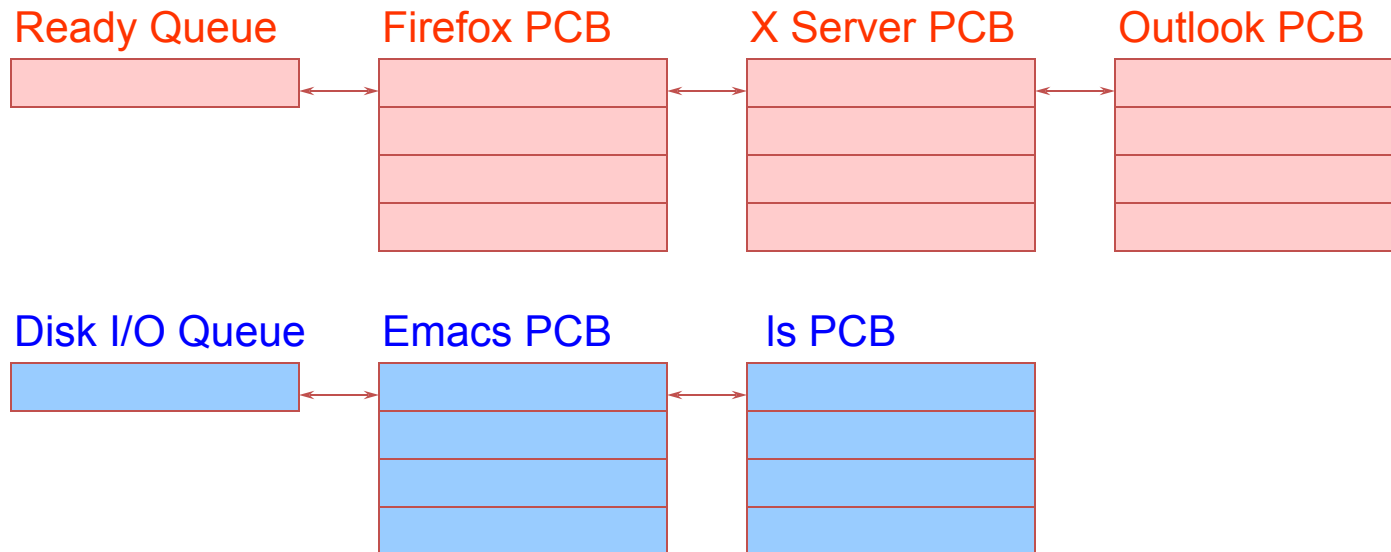 Ready Queue Firefox PCB X Server PCB Outlook PCB
Disk I/O Queue Emacs PCB ls PCB